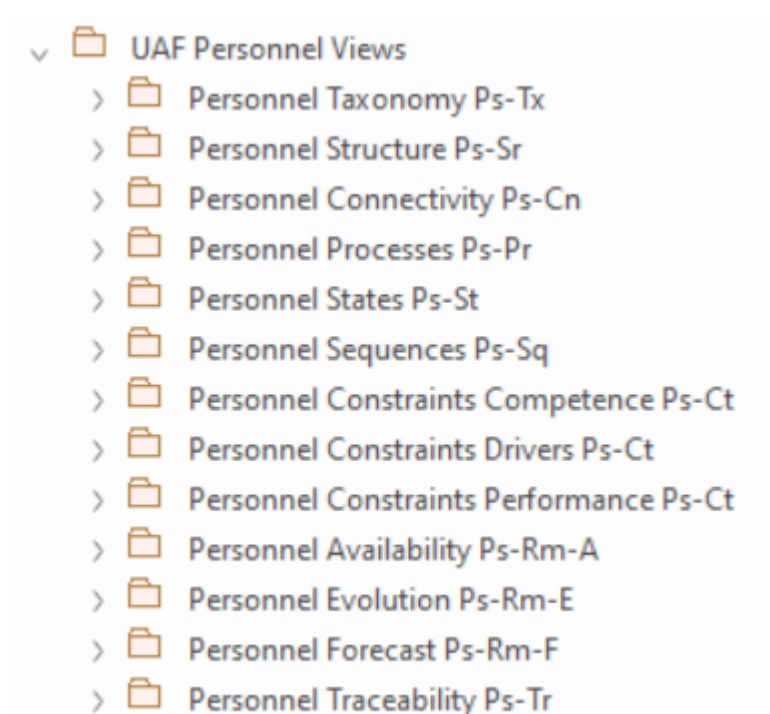 UAF Personnel Views
Personnel Taxonomy Ps-Tx
Personnel Structure Ps-Sr
Personnel Connectivity Ps-Cn
Personnel Processes Ps-Pr
Personnel States Ps-St
Personnel Sequences Ps-Sq
Personnel Constraints Competence Ps-Ct
Personnel Constraints Drivers Ps-Ct
Personnel Constraints Performance Ps-Ct
Personnel Availability Ps-Rm-A
Personnel Evolution Ps-Rm-E
Personnel Forecast Ps-Rm-F
Personnel Traceability Ps-Tr